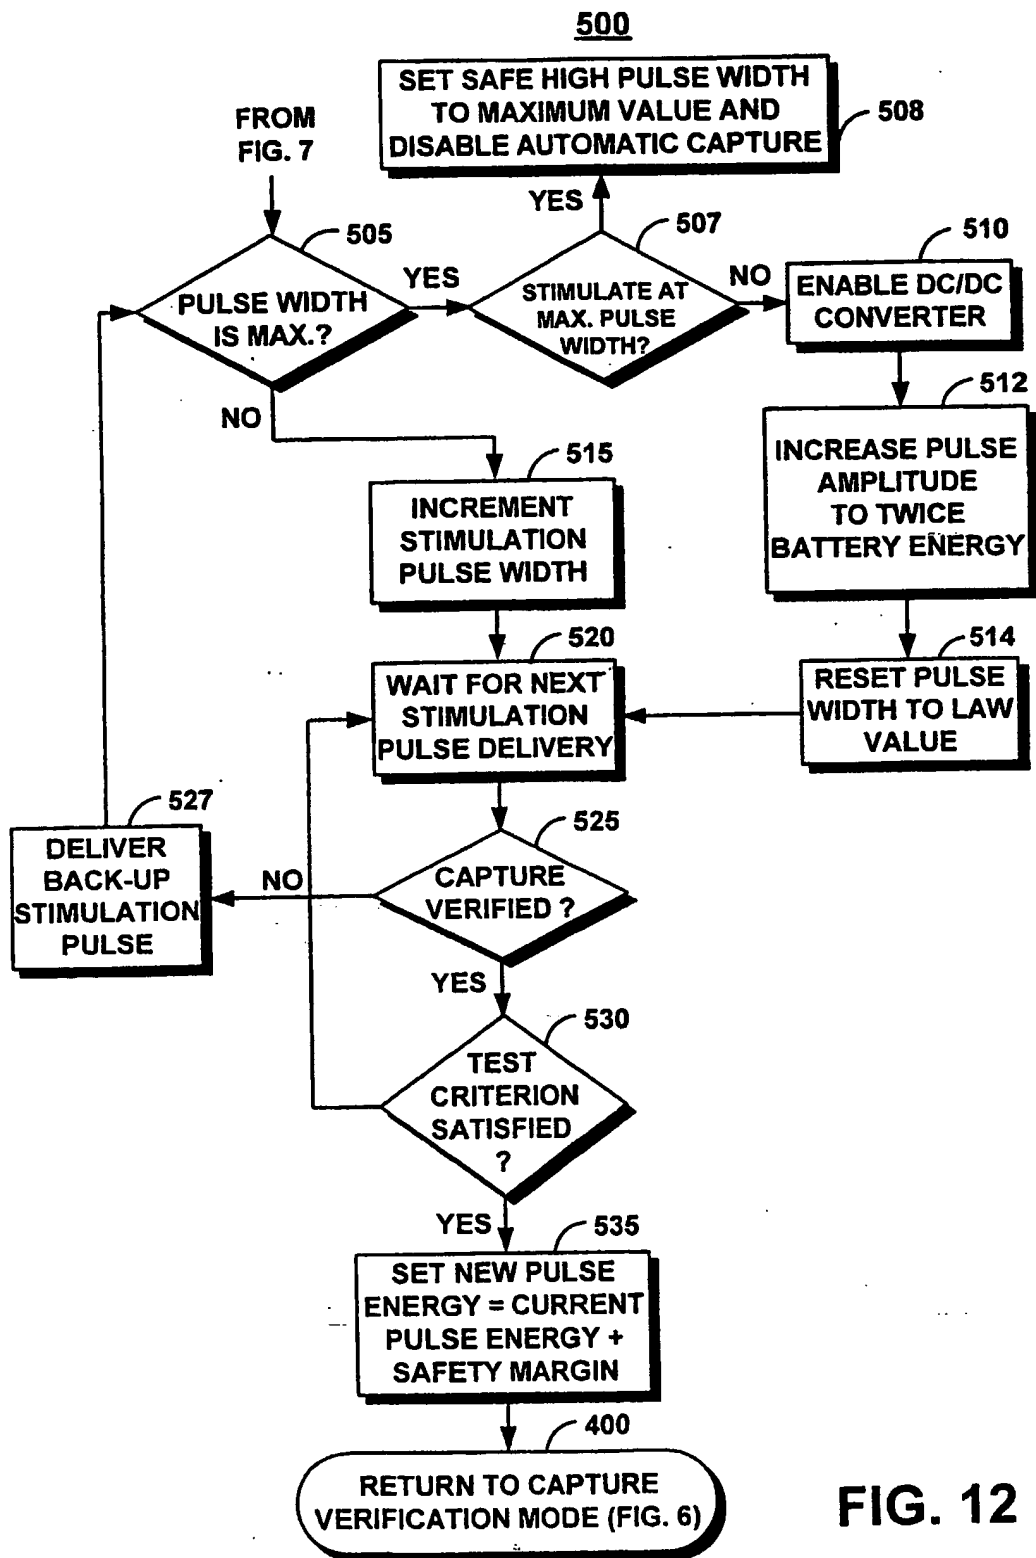 500
SET SAFE HIGH PULSE WIDTH
TO MAXIMUM VALUE AND
DISABLE AUTOMATIC CAPTURE
508
FROM
FIG. 7
YES
505
507
510
PULSE WIDTH
IS MAX.?
YES
STIMULATE AT
MAX. PULSE
WIDTH?
NO
ENABLE DC/DC
CONVERTER
NO
512
INCREASE PULSE
AMPLITUDE
TO TWICE
BATTERY ENERGY
515
INCREMENT
STIMULATION
PULSE WIDTH
520
WAIT FOR NEXT
STIMULATION
PULSE DELIVERY
514
RESET PULSE
WIDTH TO LAW
VALUE
527
DELIVER
BACK-UP
STIMULATION
PULSE
NO
525
CAPTURE
VERIFIED ?
YES
530
TEST
CRITERION
SATISFIED
?
YES
535
SET NEW PULSE
ENERGY = CURRENT
PULSE ENERGY +
SAFETY MARGIN
400
RETURN TO CAPTURE
VERIFICATION MODE (FIG. 6)
FIG. 12